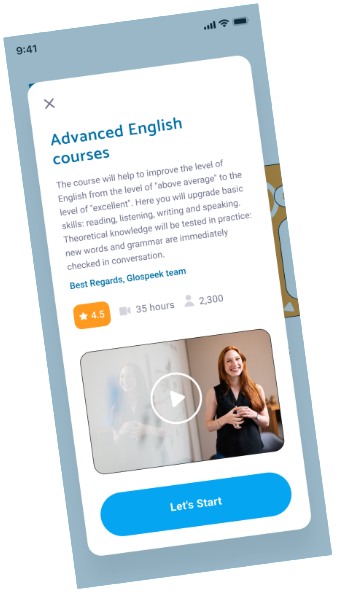 9:41
Advanced English
courses
The course will help to improve the level of
English from the level of "above average" to the
level of "excellent". Here you will upgrade basic
skills: reading, listening, writing and speaking.
Theoretical knowledge will be tested in practice:
new words and grammar are immediately
checked in conversation.
Best Regards, Glospeek team
4.5 35 hours 2,300
Let's Start